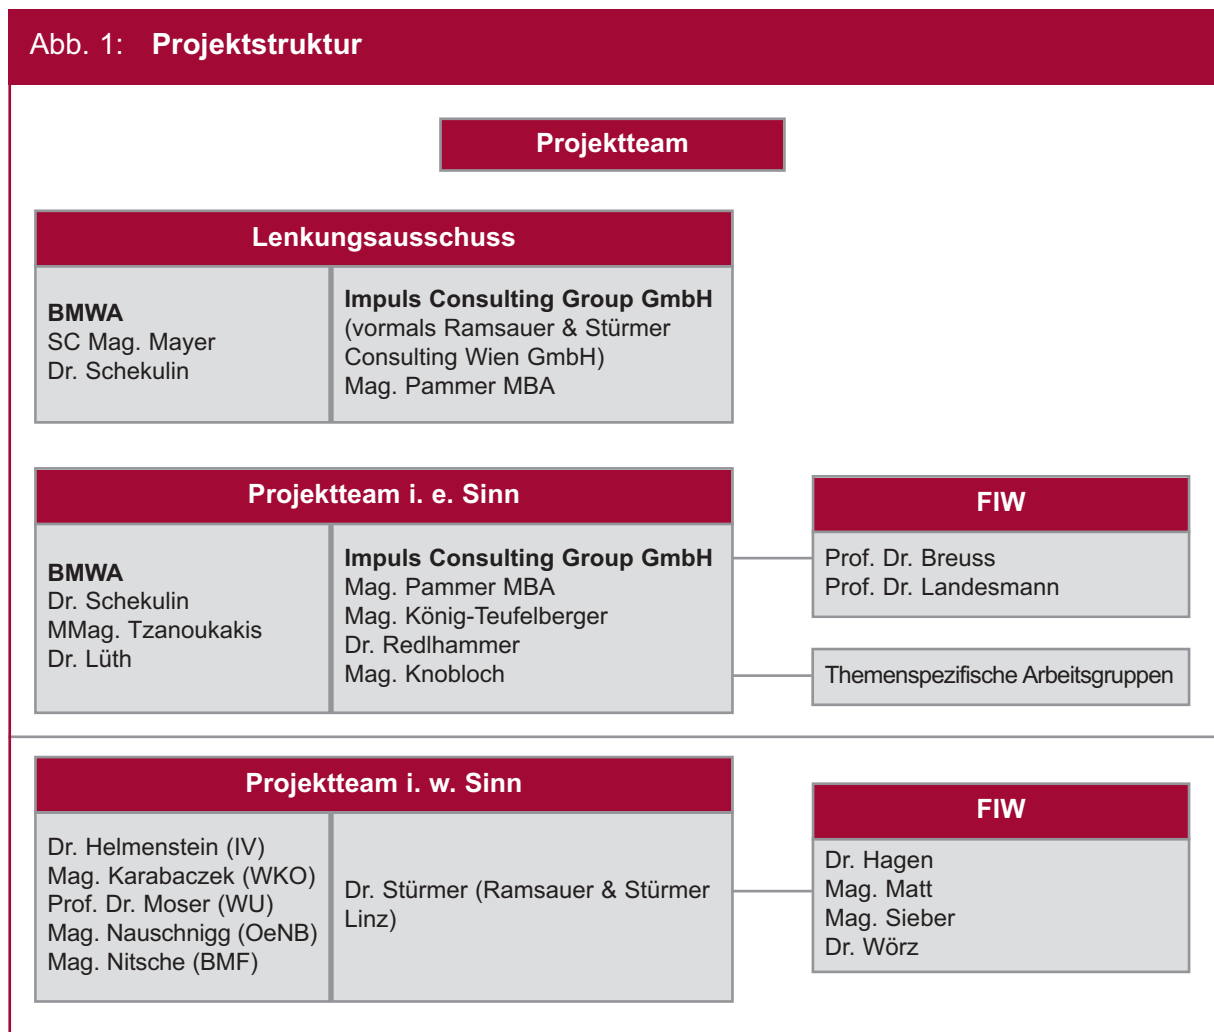 Abb. 1: Projektstruktur
Projektteam
Lenkungsausschuss
BMWA
SC Mag. Mayer
Dr. Schekulin
Impuls Consulting Group GmbH
(vormals Ramsauer & Stürmer
Consulting Wien GmbH)
Mag. Pammer MBA
Projektteam i. e. Sinn
BMWA
Dr. Schekulin
MMag. Tzanoukakis
Dr. Lüth
Impuls Consulting Group GmbH
Mag. Pammer MBA
Mag. König-Teufelberger
Dr. Redlhammer
Mag. Knobloch
FIW
Prof. Dr. Breuss
Prof. Dr. Landesmann
Themenspezifische Arbeitsgruppen
Projektteam i. w. Sinn
Dr. Helmenstein (IV)
Mag. Karabaczek (WKO)
Prof. Dr. Moser (WU)
Mag. Nauschnigg (OeNB)
Mag. Nitsche (BMF)
Dr. Stürmer (Ramsauer & Stürmer
Linz)
FIW
Dr. Hagen
Mag. Matt
Mag. Sieber
Dr. Wörz